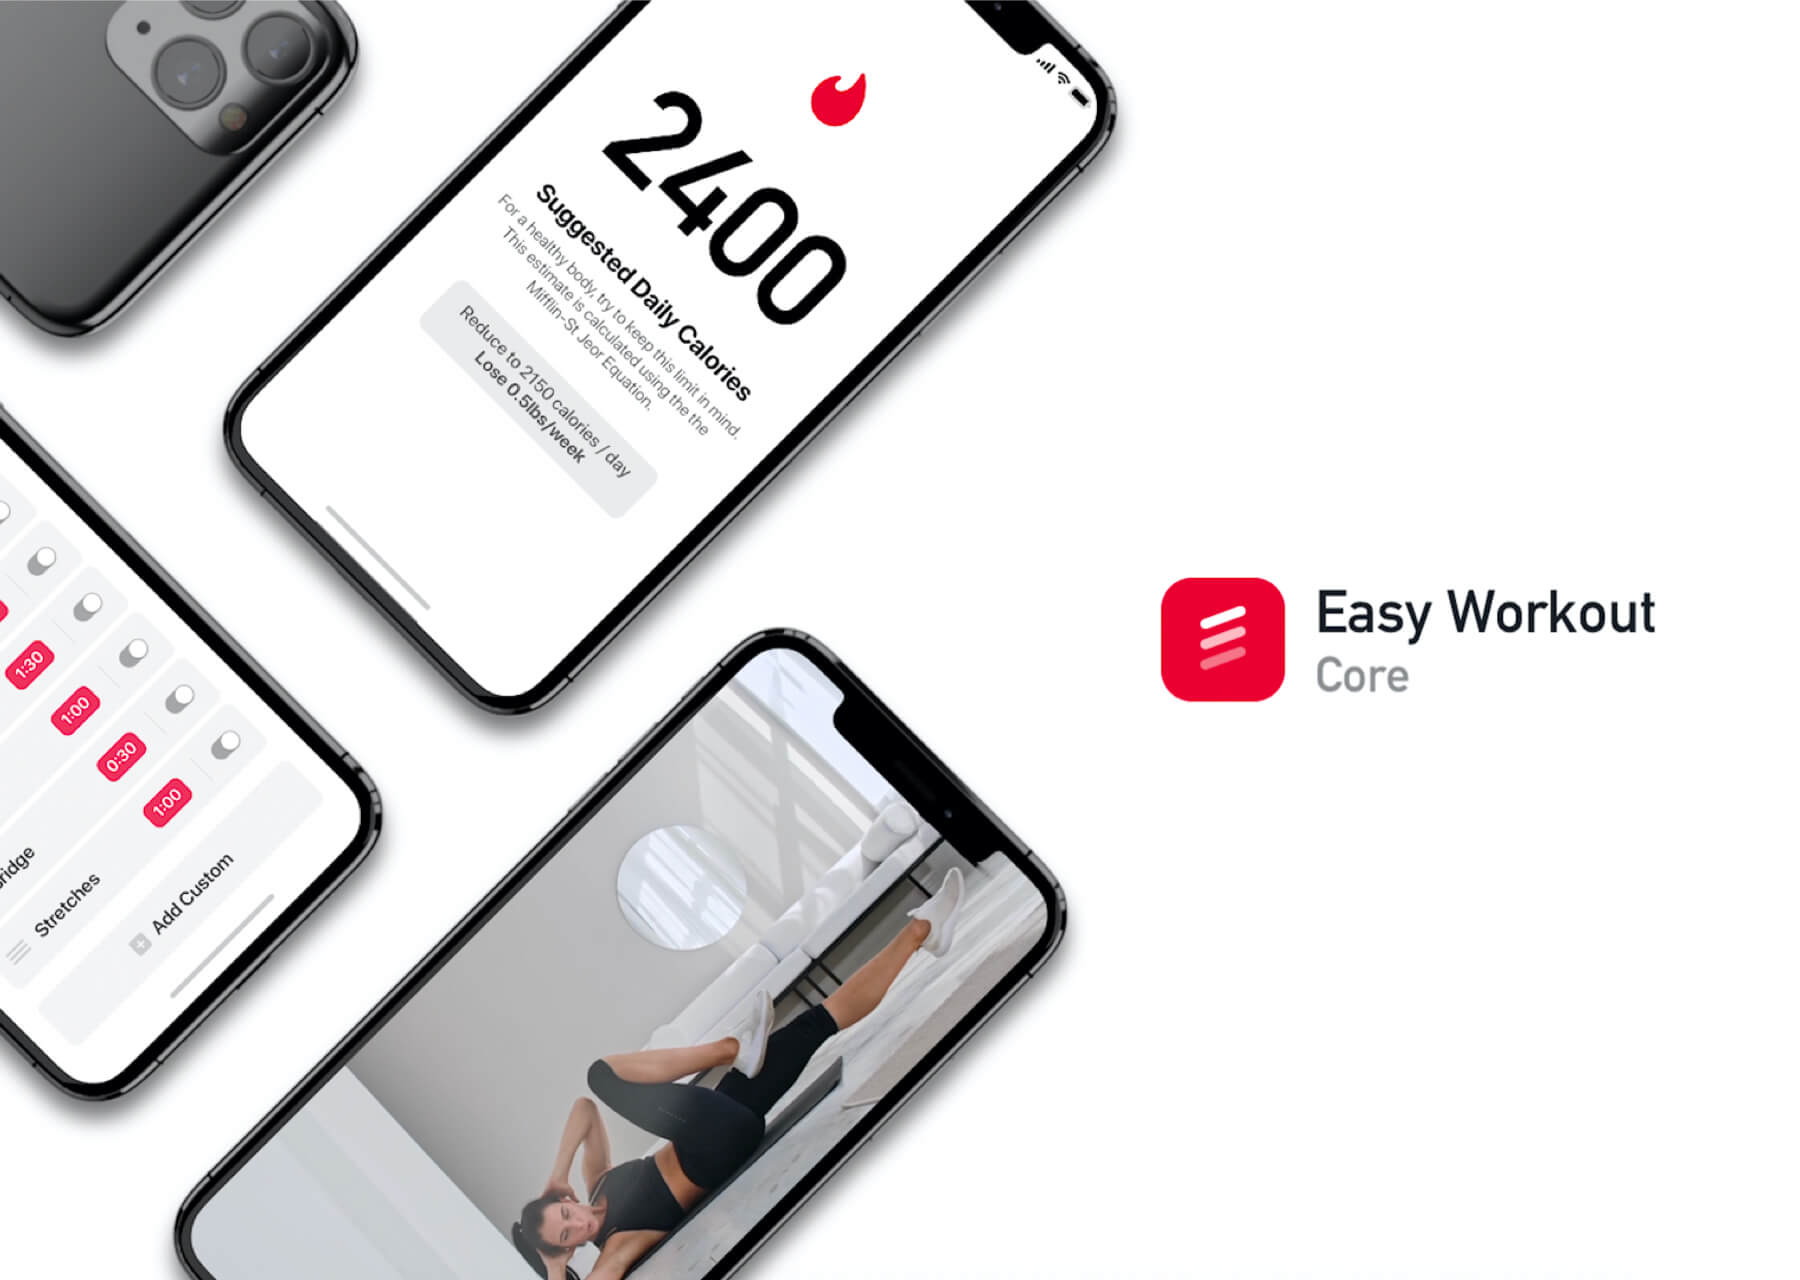 2400
Suggested Daily Calories
For a healthy body, try to keep this limit in mind.
This estimate is calculated using the the
Mifflin-St Jeor Equation.
Reduce to 2150 calories / day
Lose 0.5lbs/week
Easy Workout
Core
1:30
1:00
0:30
1:00
Stretches
Add Custom